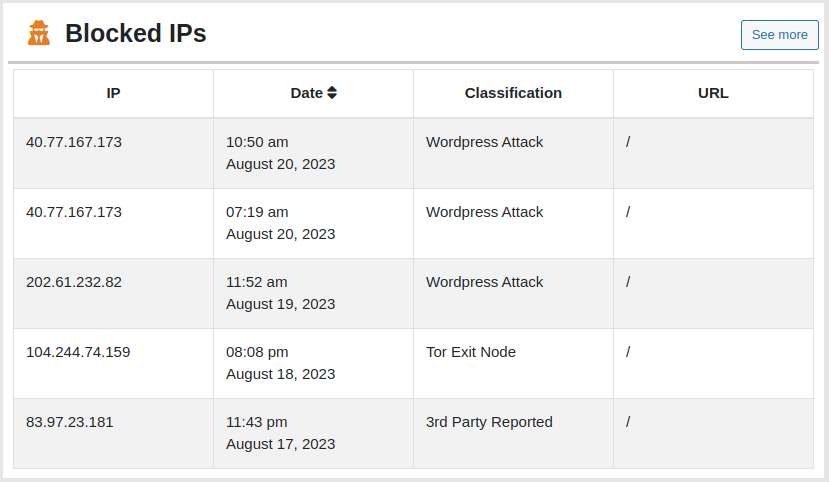 Blocked IPs
See more
IP Date Classification URL
40.77.167.173 10:50 am Wordpress Attack /
August 20, 2023
40.77.167.173 07:19 am Wordpress Attack /
August 20, 2023
202.61.232.82 11:52 am Wordpress Attack /
August 19, 2023
104.244.74.159 08:08 pm Tor Exit Node /
August 18, 2023
83.97.23.181 11:43 pm 3rd Party Reported /
August 17, 2023